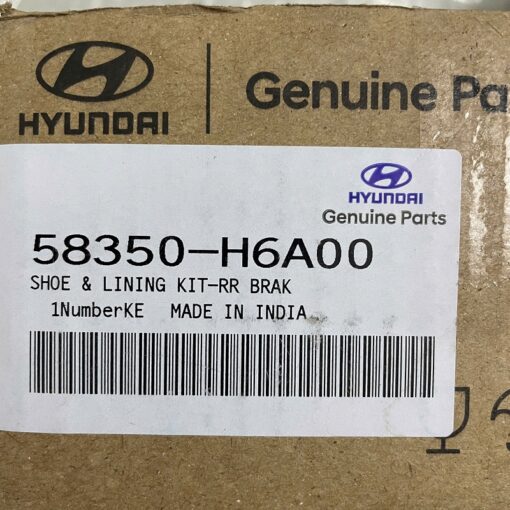 HYUNDAI
Genuine Pa
HYUNDAI
Genuine Parts
58350-H6A00
SHOE & LINING KIT-RR BRAK
1NumberKE MADE IN INDIA